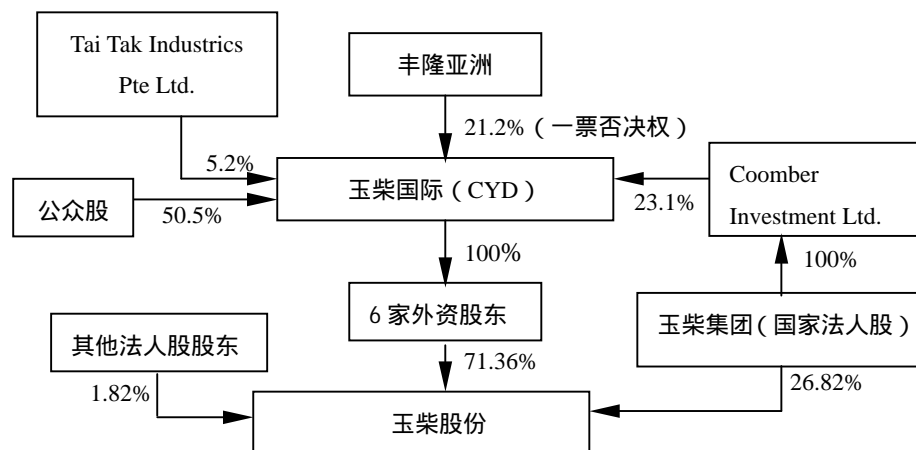 Tai Tak Industrics
Pte Ltd.
丰隆亚洲
21.2%（一票否决权）
5.2%
玉柴国际（CYD）
Coomber
Investment Ltd.
公众股
50.5%
23.1%
100%
100%
6 家外资股东
玉柴集团（国家法人股）
其他法人股股东
71.36%
1.82%
26.82%
玉柴股份